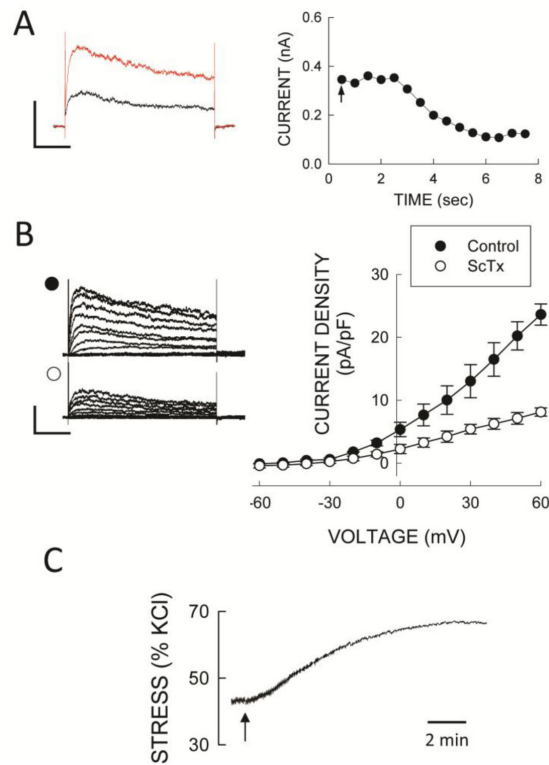 A
CURRENT (nA)
0.6
0.4
0.2
0.0
0 2 4 6 8
TIME (sec)
B
Control
ScTx
CURRENT DENSITY
(pA/pF)
30
20
10
0
-60 -30 0 30 60
VOLTAGE (mV)
C
STRESS (% KCl)
70
50
30
2 min